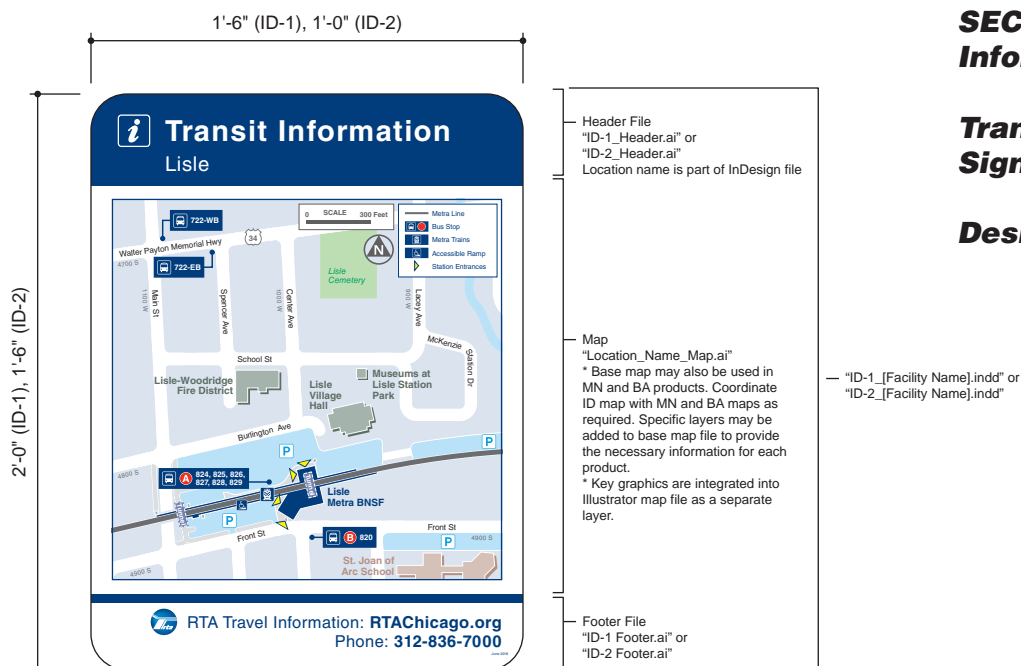 1'-6" (ID-1), 1'-0" (ID-2)
2'-0" (ID-1), 1'-6" (ID-2)
i Transit Information
Lisle
722-WB
Walter Payton Memorial Hwy
4700 S
722-EB
34
0 SCALE 300 Feet
N
Metra Line
Bus Stop
Metra Trains
Accessible Ramp
Station Entrances
Lisle
Cemetery
1100 W
Main St
Spencer Ave
Center Ave
1000 W
900 W
Lacey Ave
McKenzie
Station Dr
School St
Lisle-Woodridge
Fire District
Lisle
Village
Hall
Museums at
Lisle Station
Park
Burlington Ave
P
P
4800 S
A 824, 825, 826,
827, 828, 829
Lisle
Metra BNSF
P
Front St
B 820
Front St
P
4900 S
St. Joan of
Arc School
4900 S
RTA Travel Information: RTAChicago.org
Phone: 312-836-7000
Header File
“ID-1_Header.ai” or
“ID-2_Header.ai”
Location name is part of InDesign file
Map
“Location_Name_Map.ai”
* Base map may also be used in
MN and BA products. Coordinate
ID map with MN and BA maps as
required. Specific layers may be
added to base map file to provide
the necessary information for each
product.
* Key graphics are integrated into
Illustrator map file as a separate
layer.
Footer File
“ID-1 Footer.ai” or
“ID-2 Footer.ai”
“ID-1_[Facility Name].indd” or
“ID-2_[Facility Name].indd”
SEC
Infor
Tran
Sign
Desi